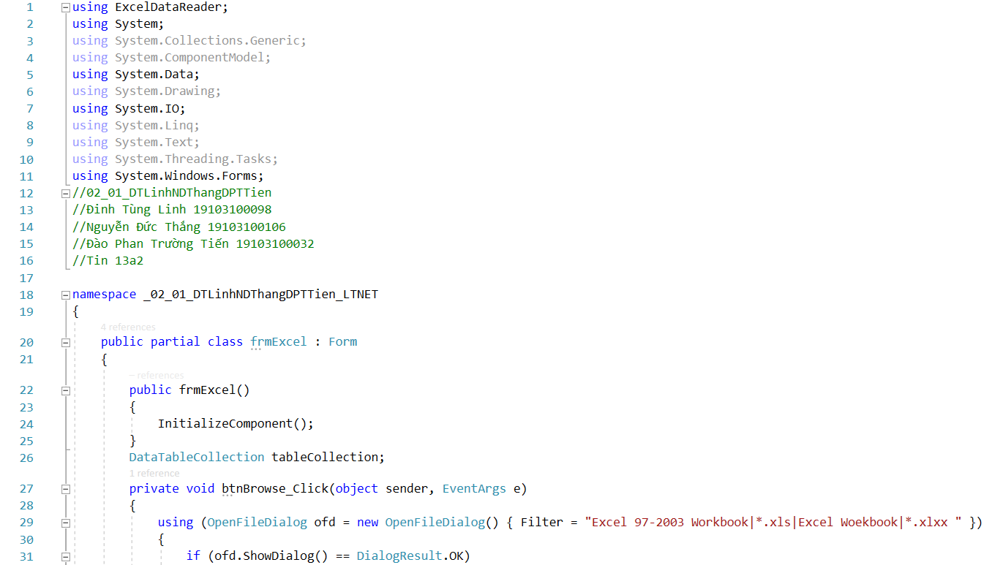 1 using ExcelDataReader;
2 using System;
3 using System.Collections.Generic;
4 using System.ComponentModel;
5 using System.Data;
6 using System.Drawing;
7 using System.IO;
8 using System.Linq;
9 using System.Text;
10 using System.Threading.Tasks;
11 using System.Windows.Forms;
12 //02_01_DTLinhNDThangDPTTien
13 //Đinh Tùng Linh 19103100098
14 //Nguyễn Đức Thắng 19103100106
15 //Đào Phan Trường Tiến 19103100032
16 //Tin 13a2
17
18 namespace _02_01_DTLinhNDThangDPTTien_LTNET
19 {
4 references
20 public partial class frmExcel : Form
21 {
– references
22 public frmExcel()
23 {
24 InitializeComponent();
25 }
26 DataTableCollection tableCollection;
1 reference
27 private void btnBrowse_Click(object sender, EventArgs e)
28 {
29 using (OpenFileDialog ofd = new OpenFileDialog() { Filter = "Excel 97-2003 Workbook|*.xls|Excel Woekbook|*.xlxx " })
30 {
31 if (ofd.ShowDialog() == DialogResult.OK)